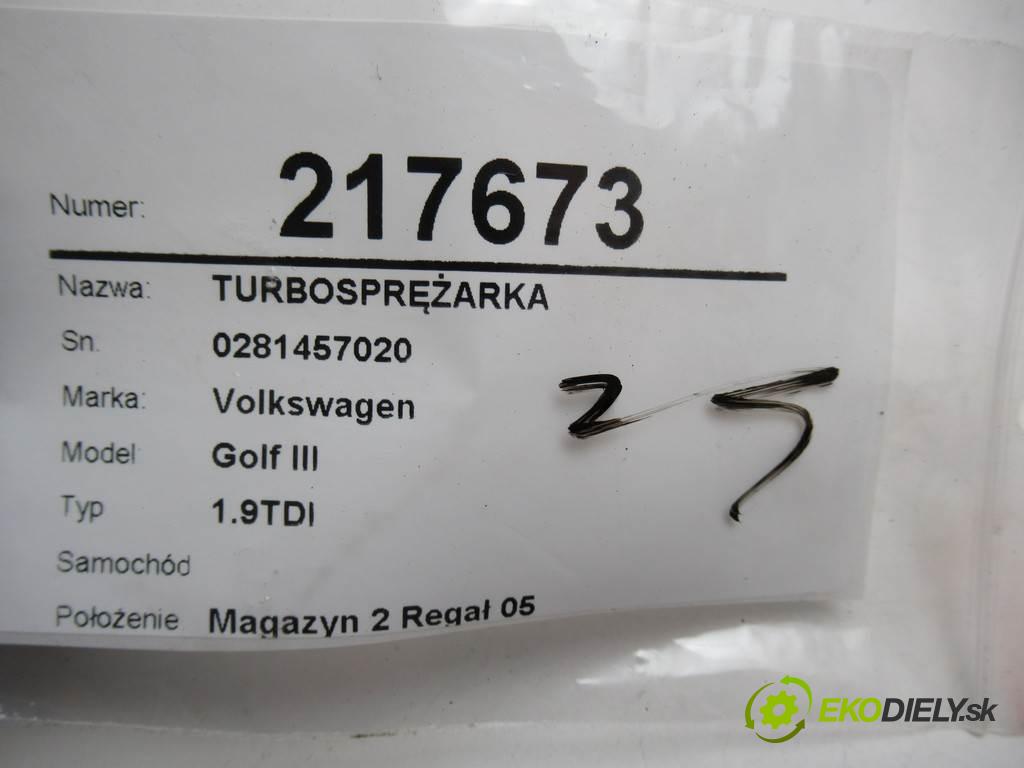 Numer: 217673
Nazwa: TURBOSPRĘŻARKA
Sn. 0281457020
Marka: Volkswagen
Model Golf III
Typ 1.9TDI
Samochód
Położenie Magazyn 2 Regał 05
25
EKODIELY.sk